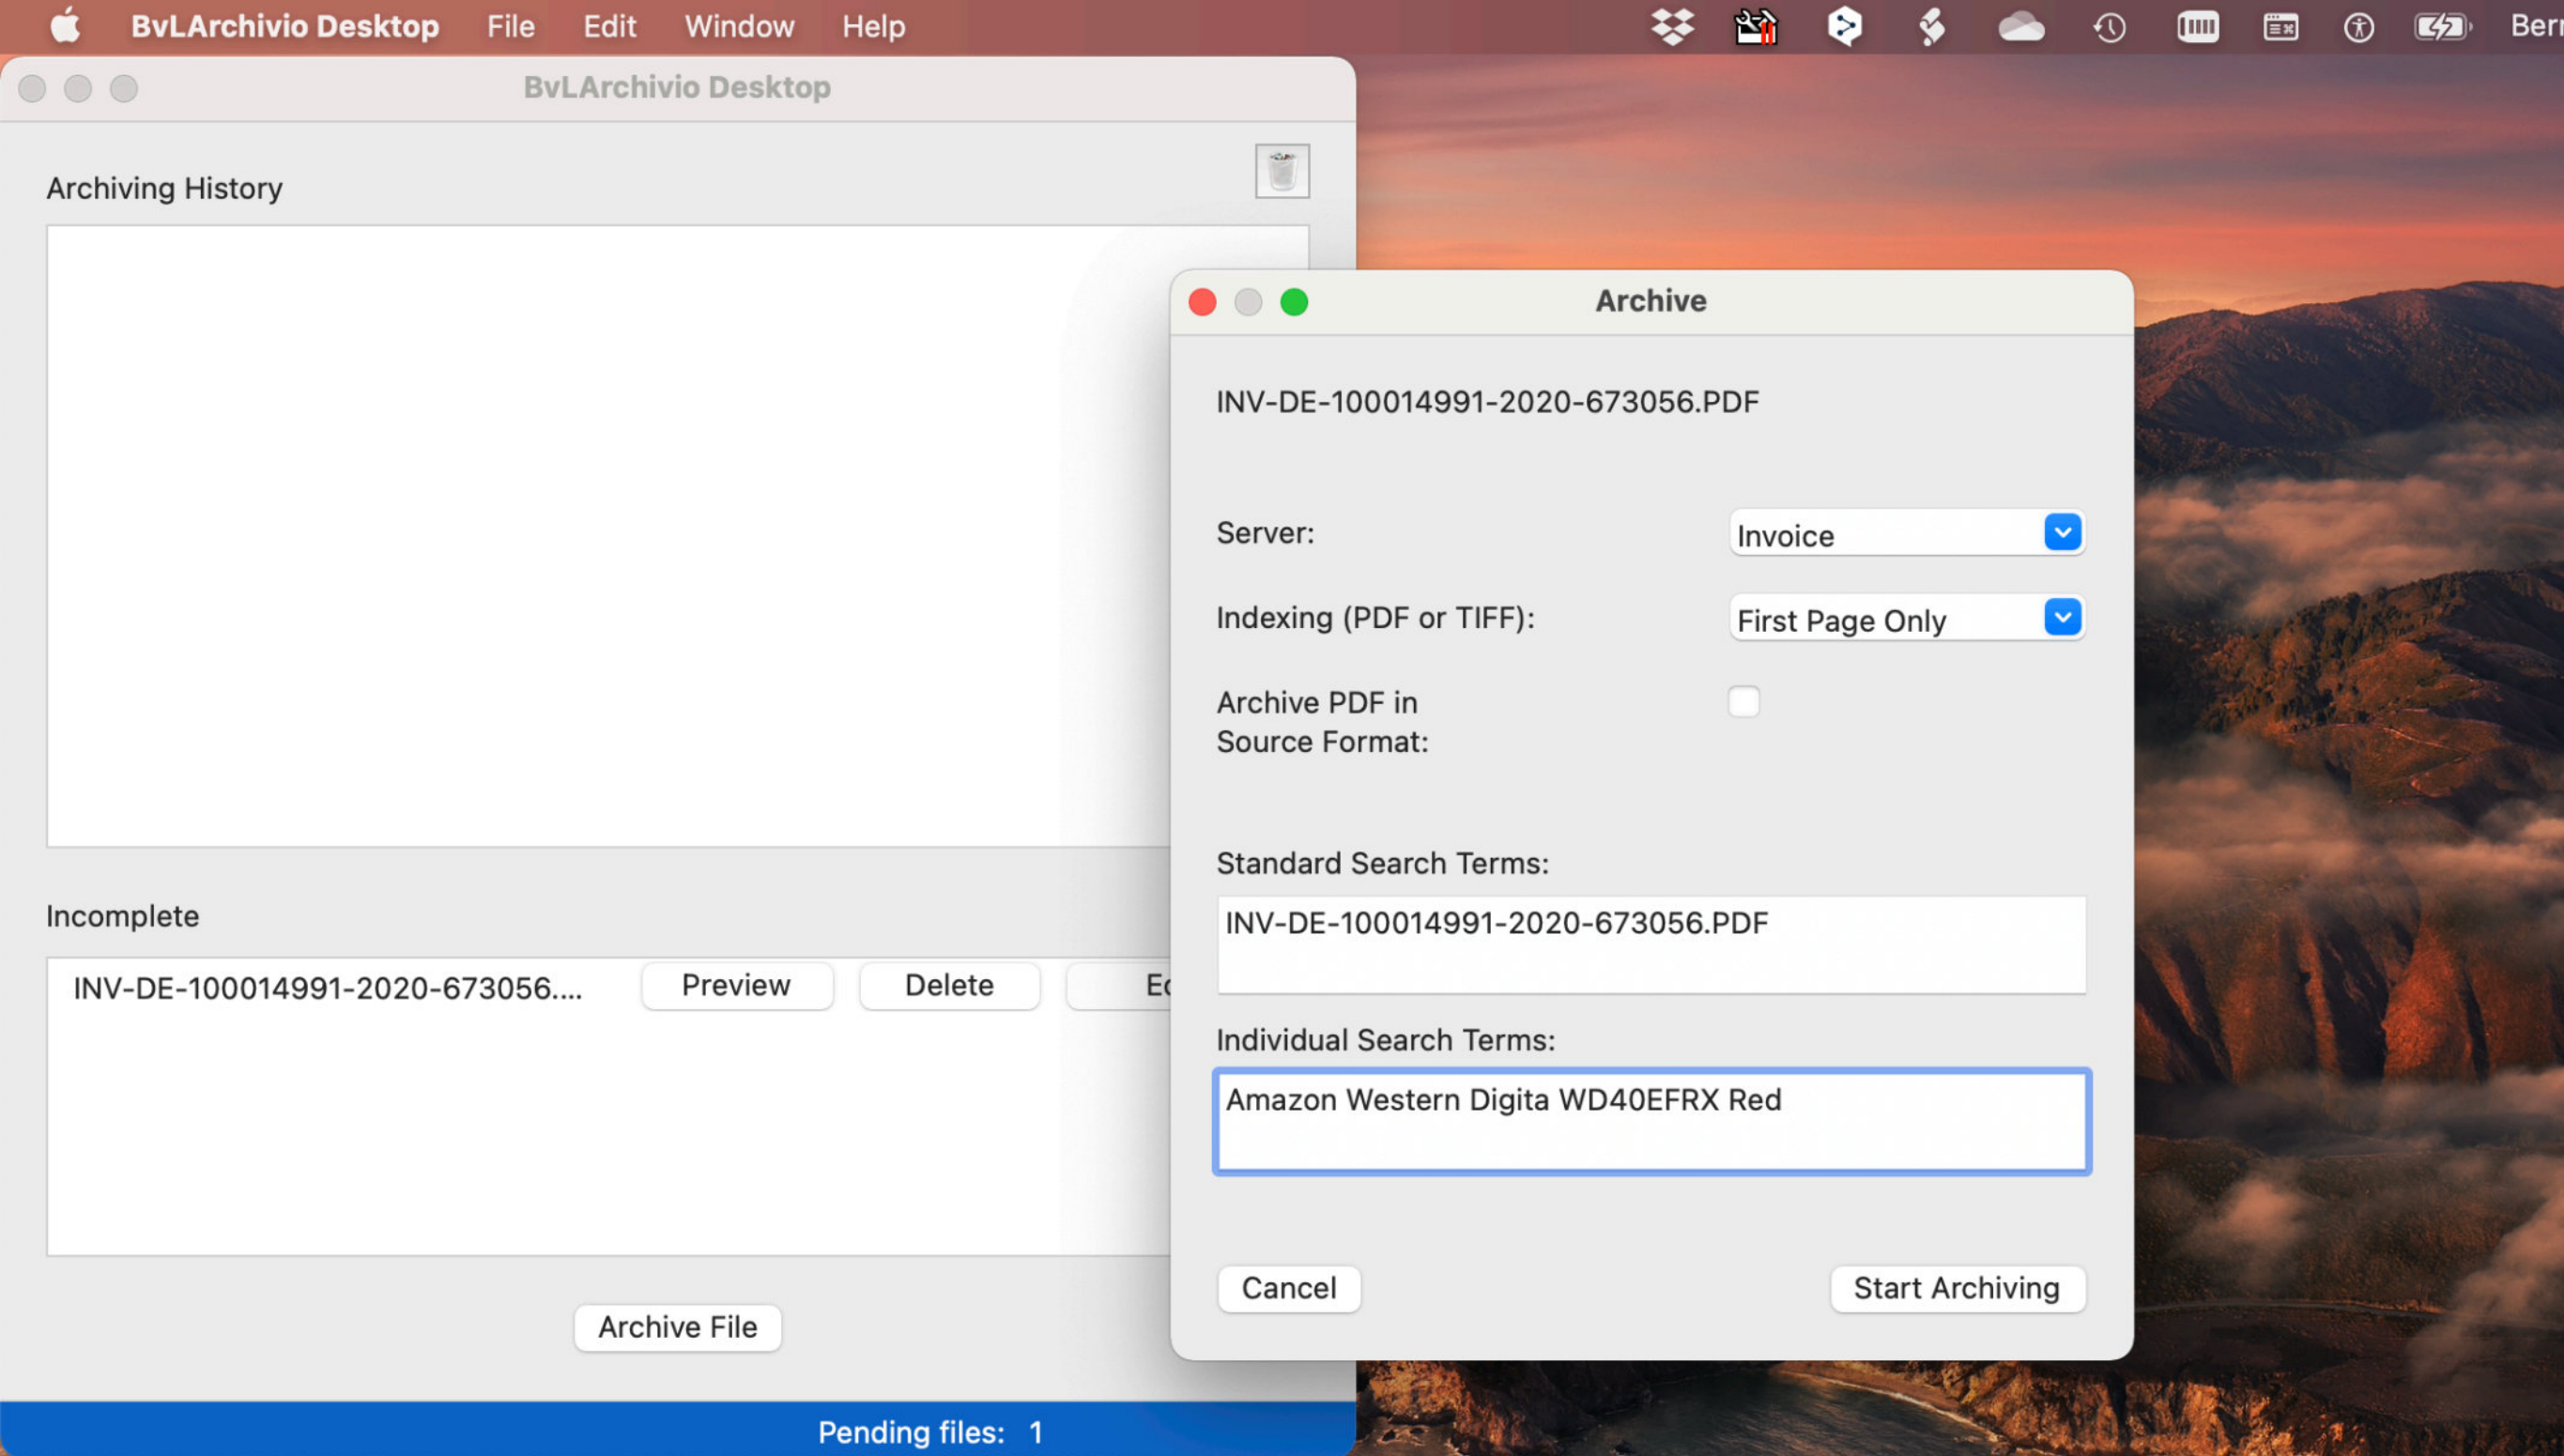 BvLArchivio Desktop File Edit Window Help
BvLArchivio Desktop
Archiving History
Incomplete
INV-DE-100014991-2020-673056.... Preview Delete
Archive File
Pending files: 1
Archive
INV-DE-100014991-2020-673056.PDF
Server: Invoice
Indexing (PDF or TIFF): First Page Only
Archive PDF in
Source Format:
Standard Search Terms:
INV-DE-100014991-2020-673056.PDF
Individual Search Terms:
Amazon Western Digita WD40EFRX Red
Cancel Start Archiving